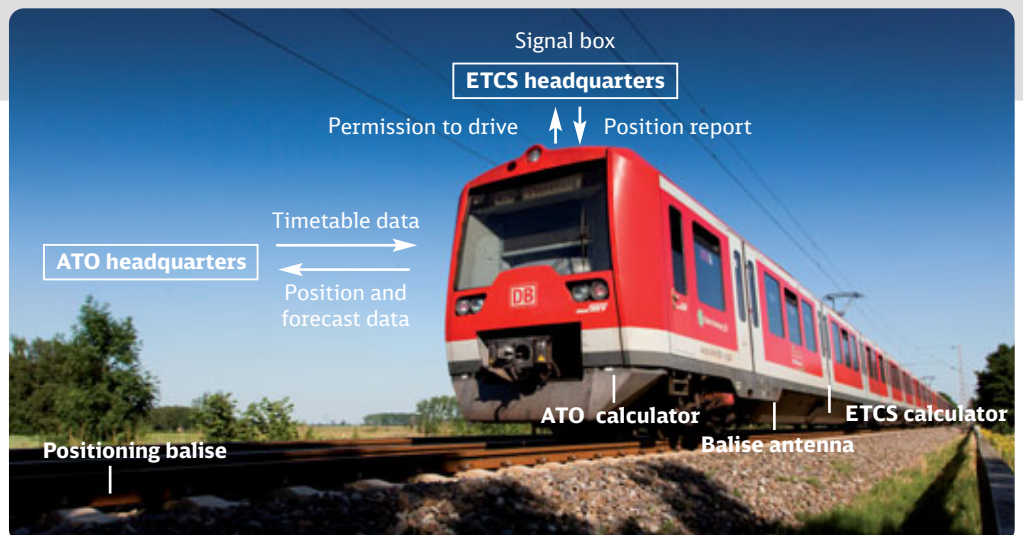 Signal box
ETCS headquarters
Permission to drive
Position report
Timetable data
ATO headquarters
Position and
forecast data
DB
ATO calculator
ETCS calculator
Balise antenna
Positioning balise